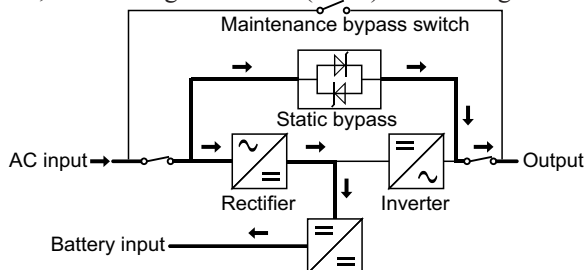 Maintenance bypass switch
Static bypass
AC input
Output
Rectifier
Inverter
Battery input